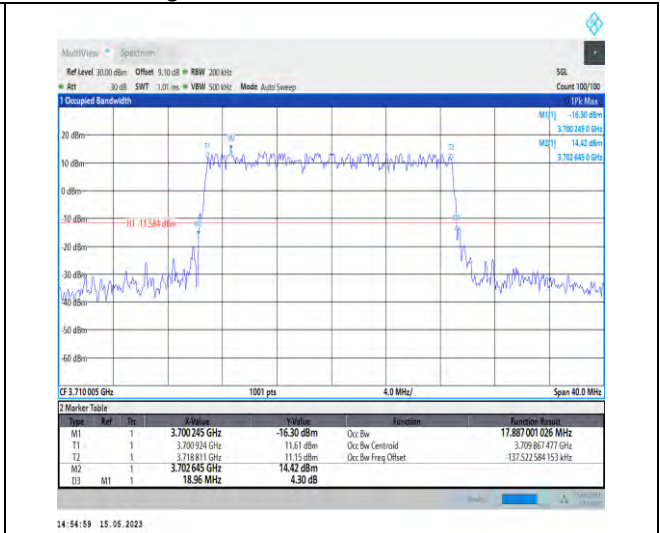 MultiView Spectrum
Ref Level 30.00 dBm Offset 9.10 dB RBW 200 kHz SGL
Att 30 dB SWT 1.01 ms VBW 500 kHz Mode Auto Sweep Count 100/100
1 Occupied Bandwidth 1Pk Max
M1[1] -16.30 dBm
3.700 245 0 GHz
M2[1] 14.42 dBm
3.702 645 0 GHz
20 dBm
T1 M2 T2
10 dBm
0 dBm
-10 dBm
H1 -11.584 dBm
-20 dBm
-30 dBm
-40 dBm
-50 dBm
-60 dBm
CF 3.710 005 GHz 1001 pts 4.0 MHz/ Span 40.0 MHz
2 Marker Table
Type Ref Trc X-Value Y-Value Function Function Result
M1 1 3.700 245 GHz -16.30 dBm Occ Bw 17.887 001 026 MHz
T1 1 3.700 924 GHz 11.61 dBm Occ Bw Centroid 3.709 867 477 GHz
T2 1 3.718 811 GHz 11.15 dBm Occ Bw Freq Offset -137.522 584 153 kHz
M2 1 3.702 645 GHz 14.42 dBm
D3 M1 1 18.96 MHz 4.30 dB
14:54:59 15.05.2023